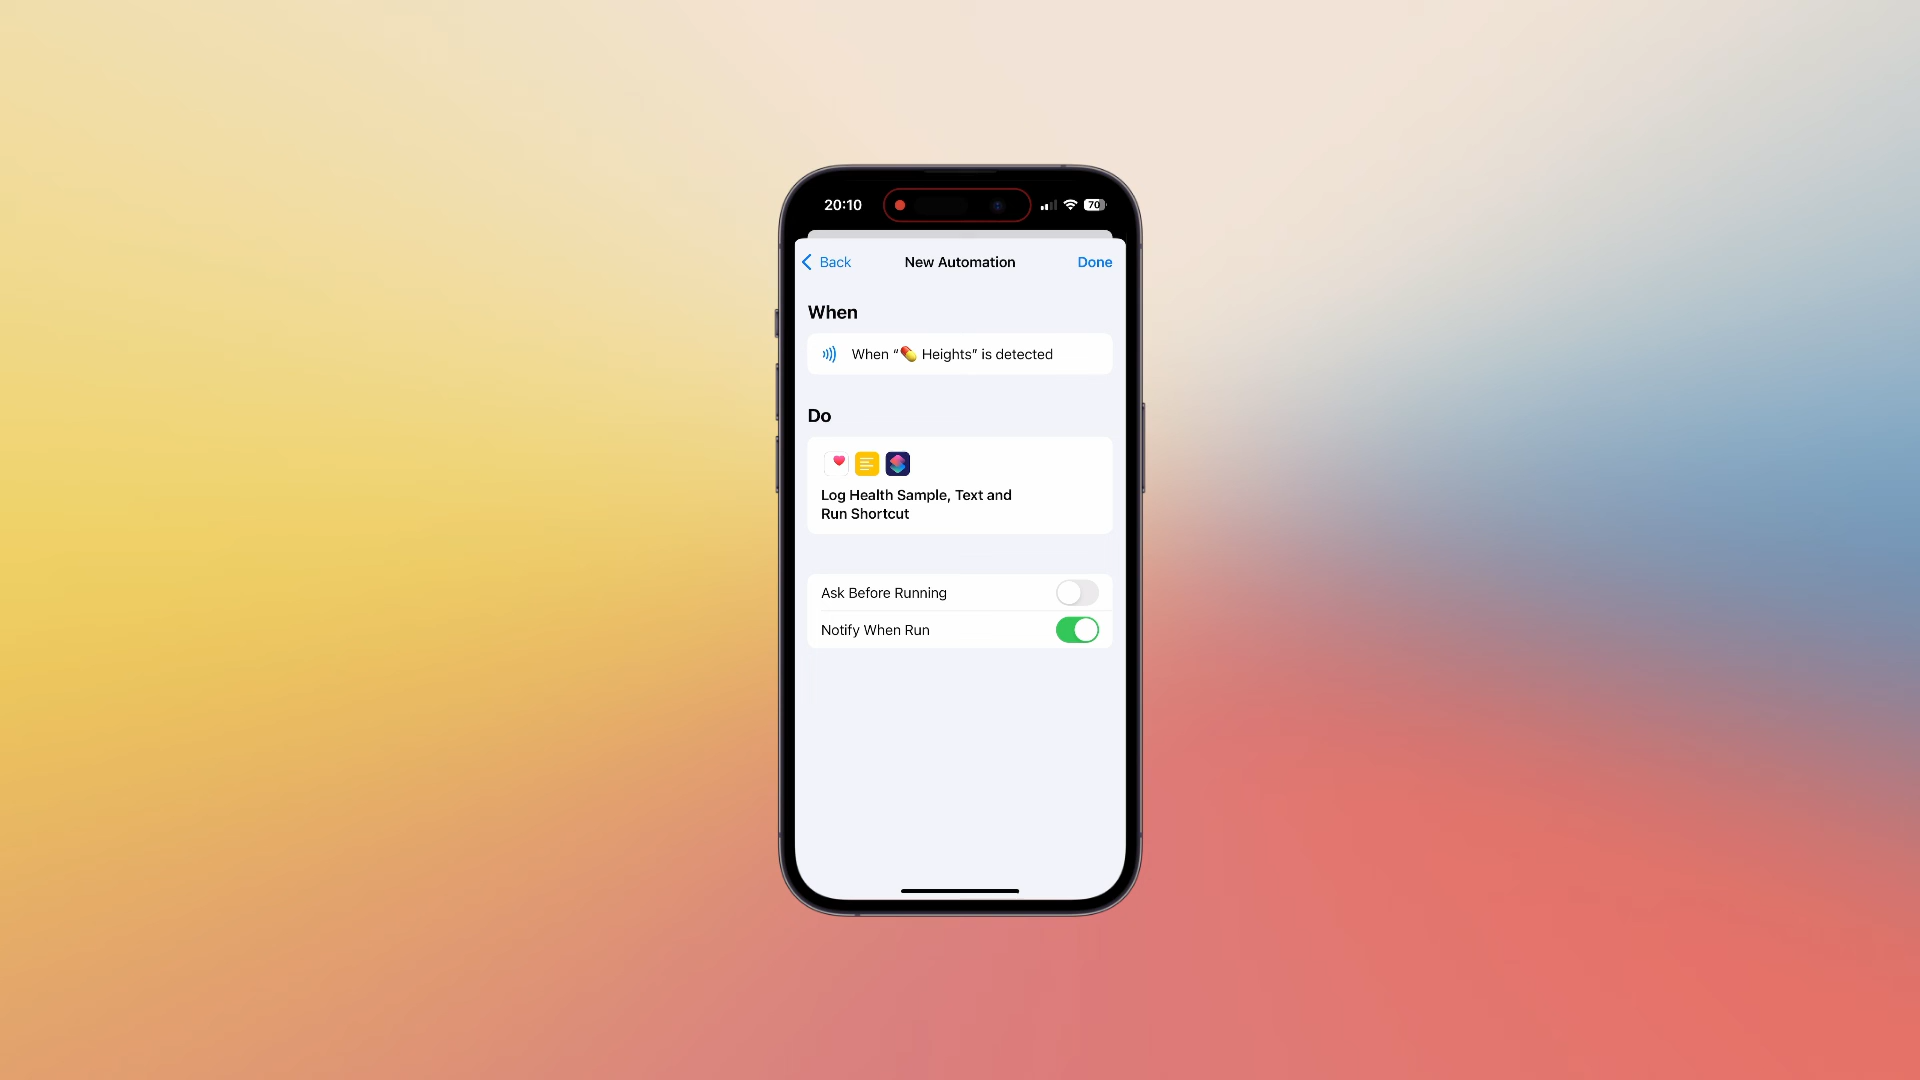 20:10
70
Back
New Automation
Done
When
When “💊 Heights” is detected
Do
Log Health Sample, Text and
Run Shortcut
Ask Before Running
Notify When Run